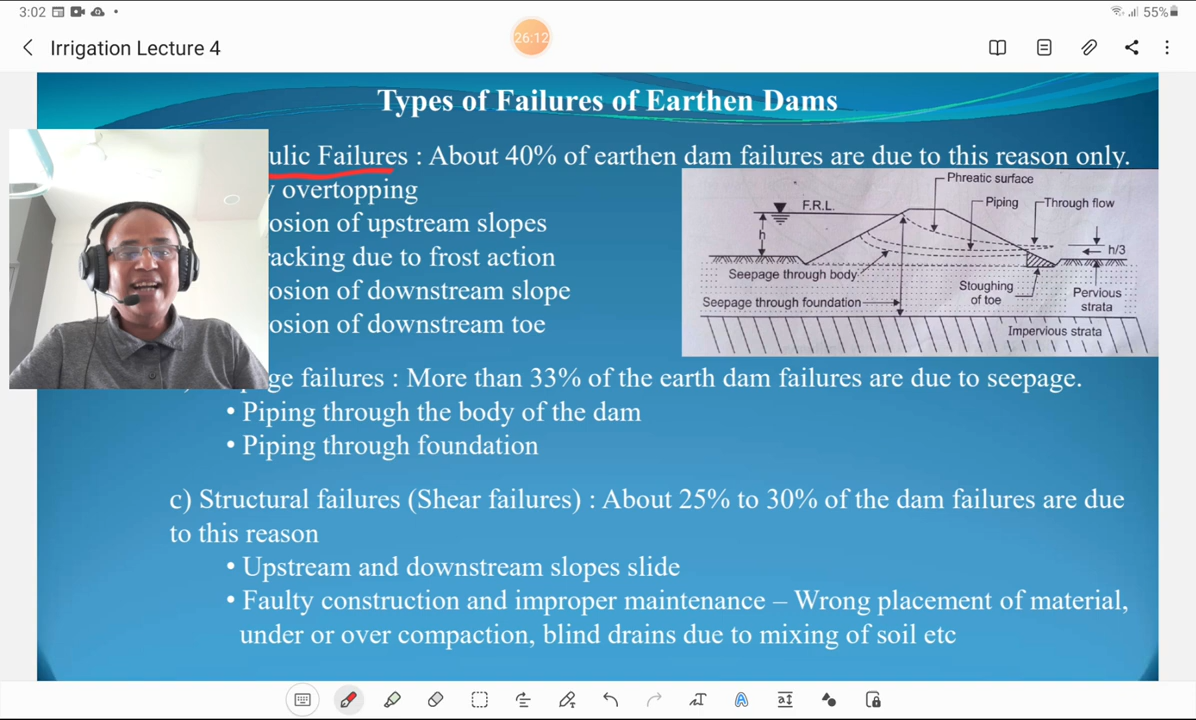 3:02
55%
26:12
Irrigation Lecture 4
Types of Failures of Earthen Dams
ulic Failures : About 40% of earthen dam failures are due to this reason only.
y overtopping
osion of upstream slopes
acking due to frost action
osion of downstream slope
osion of downstream toe
Phreatic surface
F.R.L.
Piping
Through flow
h
h/3
Seepage through body
Stoughing
of toe
Pervious
strata
Seepage through foundation
Impervious strata
ge failures : More than 33% of the earth dam failures are due to seepage.
• Piping through the body of the dam
• Piping through foundation
c) Structural failures (Shear failures) : About 25% to 30% of the dam failures are due
to this reason
• Upstream and downstream slopes slide
• Faulty construction and improper maintenance – Wrong placement of material,
under or over compaction, blind drains due to mixing of soil etc